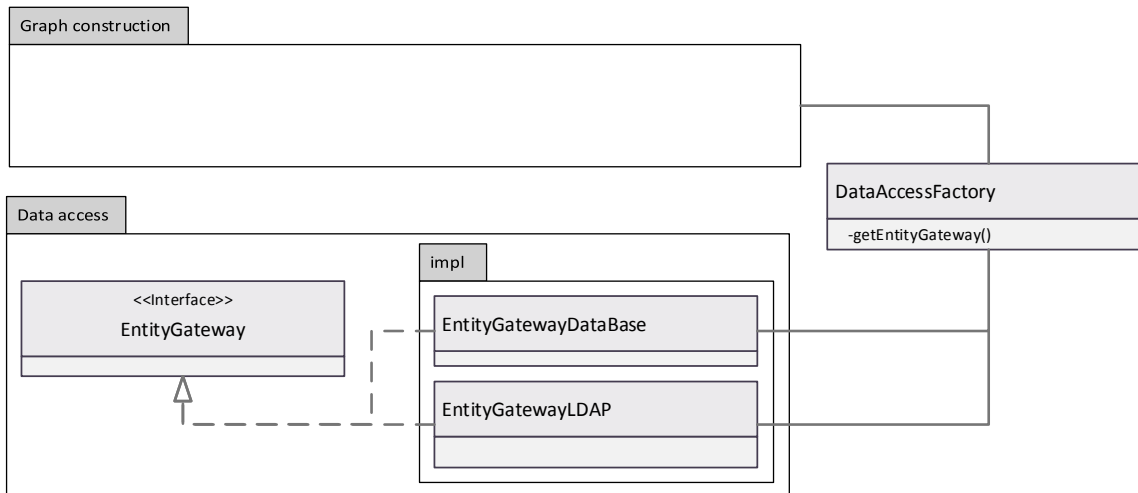 Graph construction
DataAccessFactory
-getEntityGateway()
Data access
impl
<<Interface>>
EntityGateway
EntityGatewayDataBase
EntityGatewayLDAP